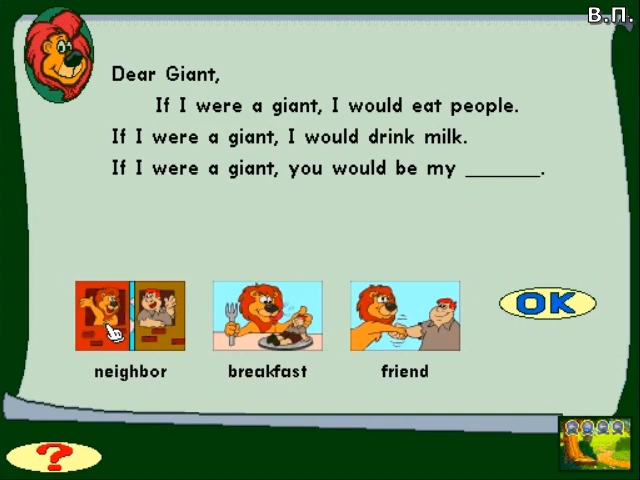 В.П.
Dear Giant,
If I were a giant, I would eat people.
If I were a giant, I would drink milk.
If I were a giant, you would be my _______.
OK
neighbor breakfast friend
?